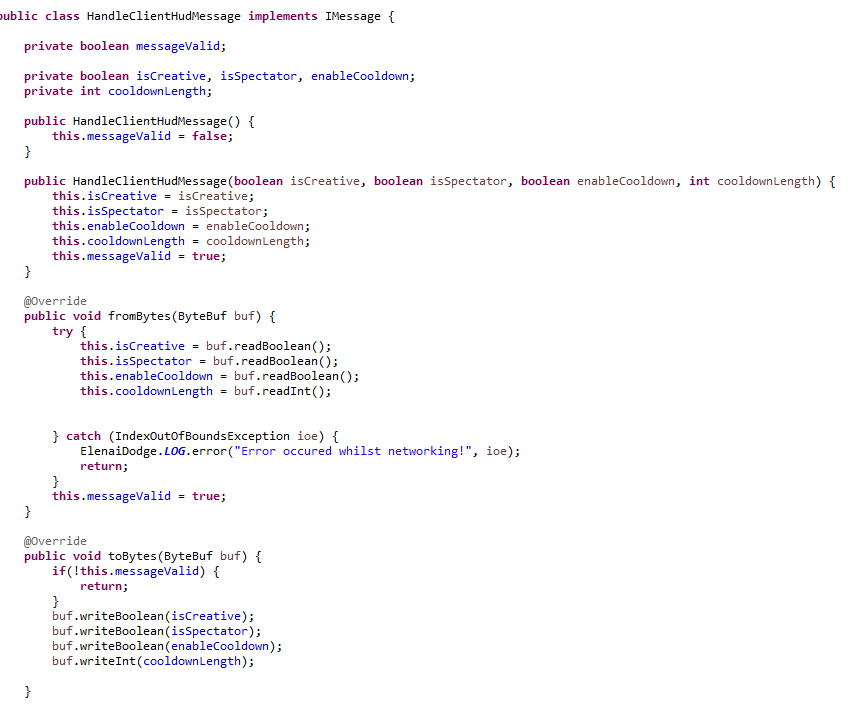 public class HandleClientHudMessage implements IMessage {
private boolean messageValid;
private boolean isCreative, isSpectator, enableCooldown;
private int cooldownLength;
public HandleClientHudMessage() {
this.messageValid = false;
}
public HandleClientHudMessage(boolean isCreative, boolean isSpectator, boolean enableCooldown, int cooldownLength) {
this.isCreative = isCreative;
this.isSpectator = isSpectator;
this.enableCooldown = enableCooldown;
this.cooldownLength = cooldownLength;
this.messageValid = true;
}
@Override
public void fromBytes(ByteBuf buf) {
try {
this.isCreative = buf.readBoolean();
this.isSpectator = buf.readBoolean();
this.enableCooldown = buf.readBoolean();
this.cooldownLength = buf.readInt();
} catch (IndexOutOfBoundsException ioe) {
ElenaiDodge.LOG.error("Error occured whilst networking!", ioe);
return;
}
this.messageValid = true;
}
@Override
public void toBytes(ByteBuf buf) {
if(!this.messageValid) {
return;
}
buf.writeBoolean(isCreative);
buf.writeBoolean(isSpectator);
buf.writeBoolean(enableCooldown);
buf.writeInt(cooldownLength);
}